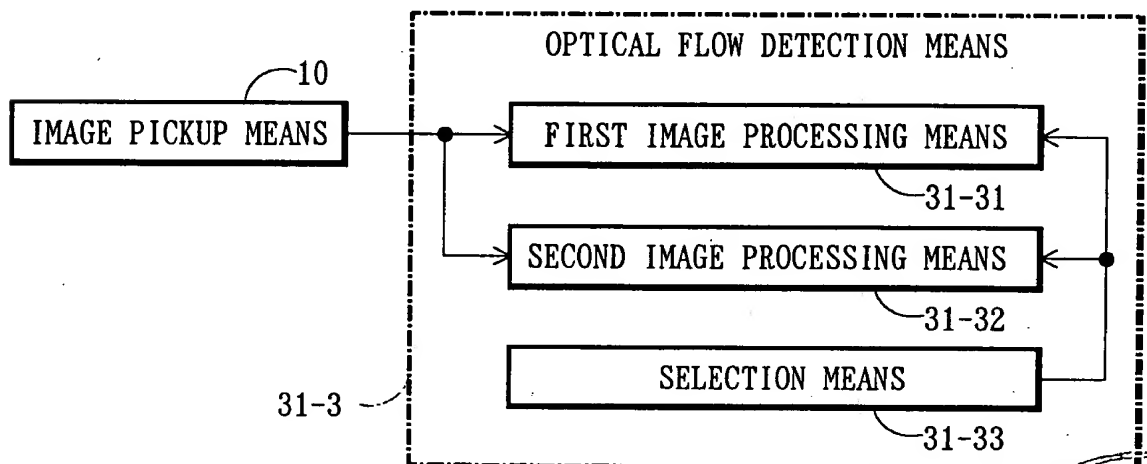 OPTICAL FLOW DETECTION MEANS
10
IMAGE PICKUP MEANS
FIRST IMAGE PROCESSING MEANS
31-31
SECOND IMAGE PROCESSING MEANS
31-32
SELECTION MEANS
31-3
31-33